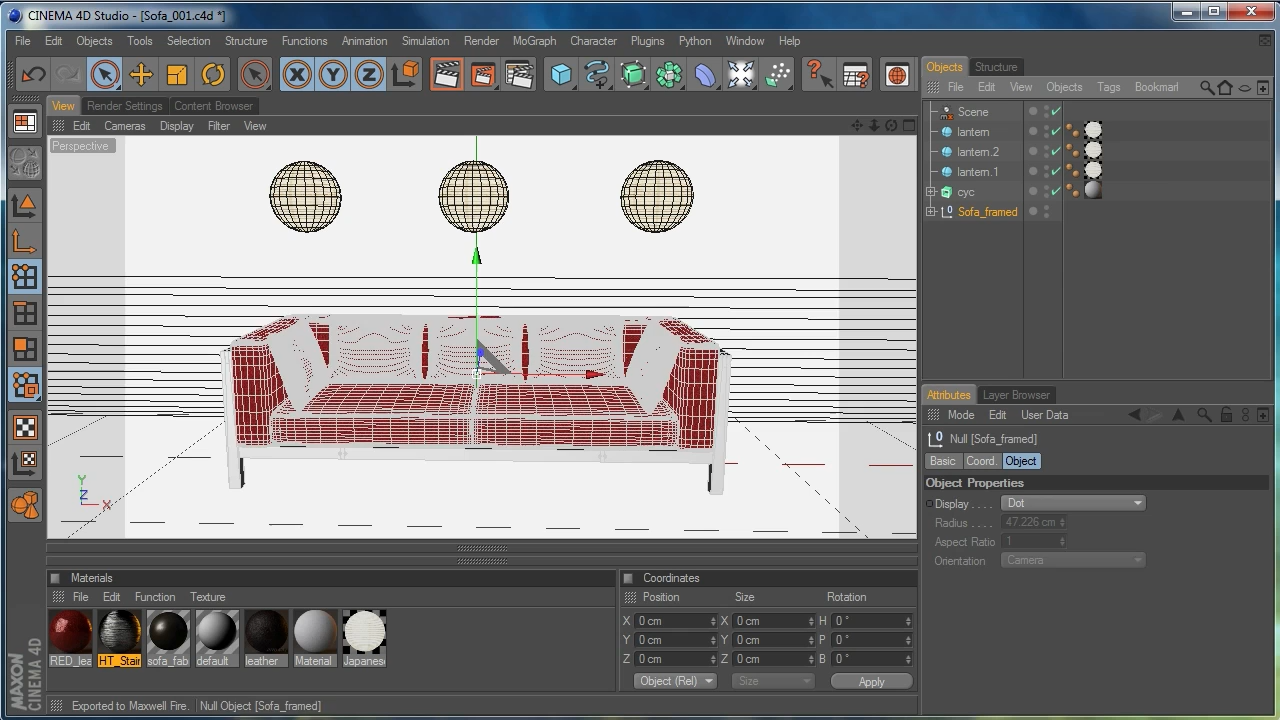 CINEMA 4D Studio - [Sofa_001.c4d *]
File Edit Objects Tools Selection Structure Functions Animation Simulation Render MoGraph Character Plugins Python Window Help
X Y Z
View Render Settings Content Browser
Edit Cameras Display Filter View
Perspective
Y
Z
X
Objects Structure
File Edit View Objects Tags Bookmarl
Scene
lantern
lantern.2
lantern.1
cyc
Sofa_framed
Attributes Layer Browser
Mode Edit User Data
Null [Sofa_framed]
Basic Coord. Object
Object Properties
Display . . . . Dot
Radius . . . . 47.226 cm
Aspect Ratio 1
Orientation Camera
Materials
File Edit Function Texture
RED_lea HT_Stair sofa_fab default leather Material Japanes
Coordinates
Position Size Rotation
X 0 cm X 0 cm H 0 °
Y 0 cm Y 0 cm P 0 °
Z 0 cm Z 0 cm B 0 °
Object (Rel) Size Apply
MAXON
CINEMA 4D
Exported to Maxwell Fire. Null Object [Sofa_framed]